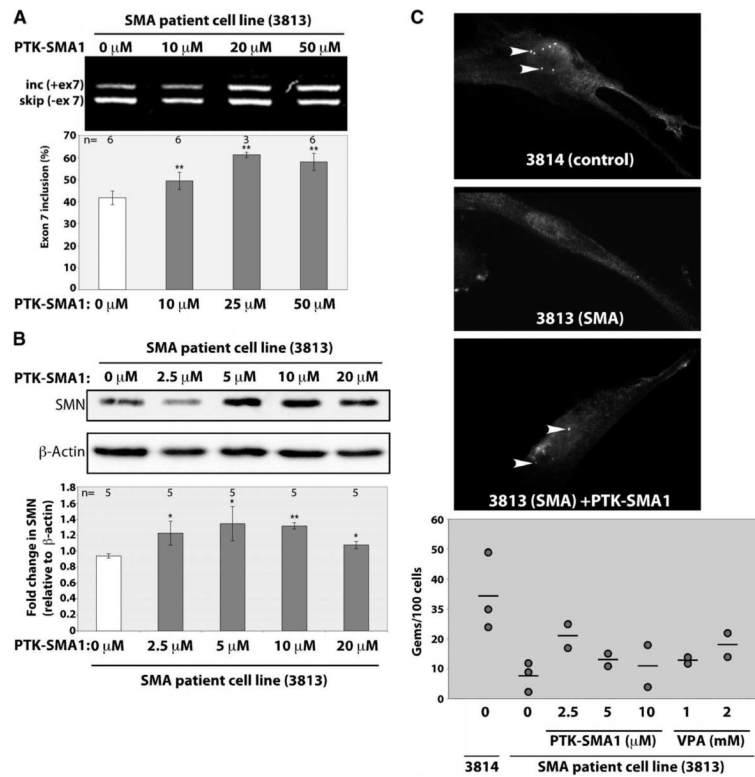 A
SMA patient cell line (3813)
PTK-SMA1 0 μM 10 μM 20 μM 50 μM
inc (+ex7)
skip (-ex 7)
n= 6 6 3 6
** ** **
70
60
50
40
30
20
10
0
Exon 7 inclusion (%)
PTK-SMA1: 0 μM 10 μM 25 μM 50 μM
B
SMA patient cell line (3813)
PTK-SMA1: 0 μM 2.5 μM 5 μM 10 μM 20 μM
SMN
β-Actin
n= 5 5 5 5 5
* * ** *
1.8
1.6
1.4
1.2
1.0
0.8
0.6
0.4
0.2
0
Fold change in SMN
(relative to β-actin)
PTK-SMA1: 0 μM 2.5 μM 5 μM 10 μM 20 μM
SMA patient cell line (3813)
C
3814 (control)
3813 (SMA)
3813 (SMA) +PTK-SMA1
60
50
35
20
10
0
Gems/100 cells
0 0 2.5 5 10 1 2
PTK-SMA1 (μM) VPA (mM)
3814 SMA patient cell line (3813)